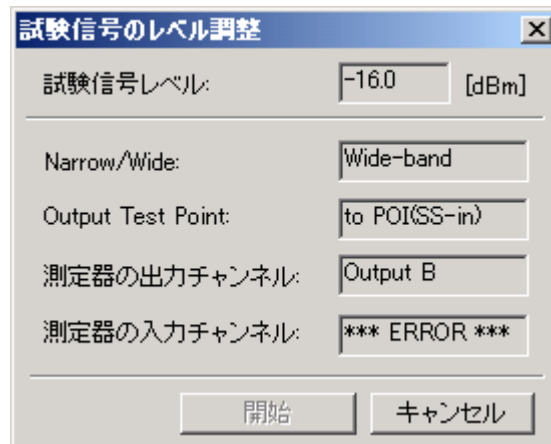 試験信号のレベル調整
試験信号レベル: -16.0 [dBm]
Narrow/Wide: Wide-band
Output Test Point: to POI(SS-in)
測定器の出力チャンネル: Output B
測定器の入力チャンネル: *** ERROR ***
開始 キャンセル